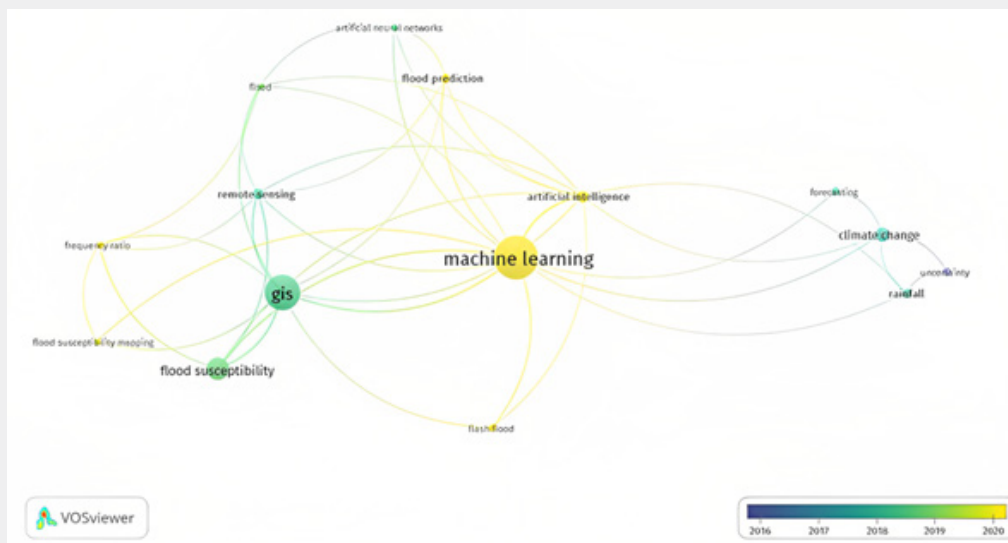 artificial neural networks
flood prediction
flood
remote sensing
artificial intelligence
forecasting
climate change
frequency ratio
machine learning
uncertainty
gis
rainfall
flood susceptibility mapping
flood susceptibility
flash flood
VOSviewer
2016 2017 2018 2019 2020